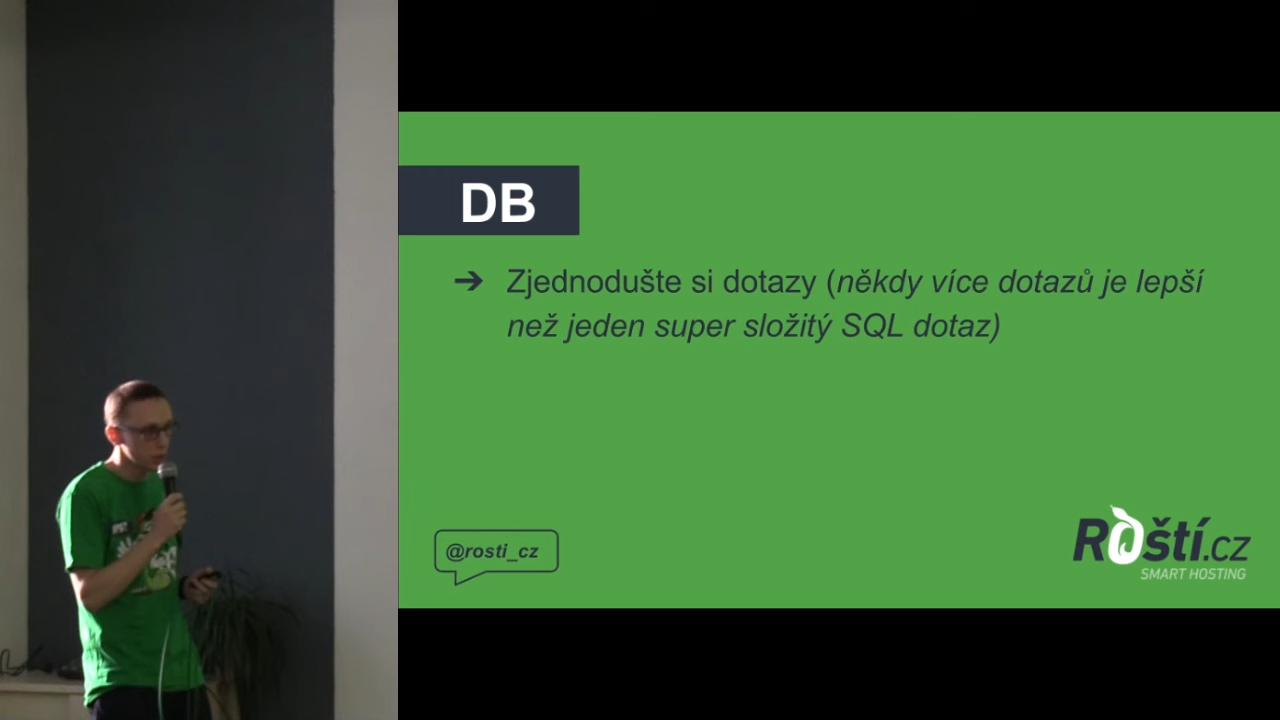 DB
➔ Zjednodušte si dotazy (někdy více dotazů je lepší
než jeden super složitý SQL dotaz)
@rosti_cz
Roští.cz
SMART HOSTING